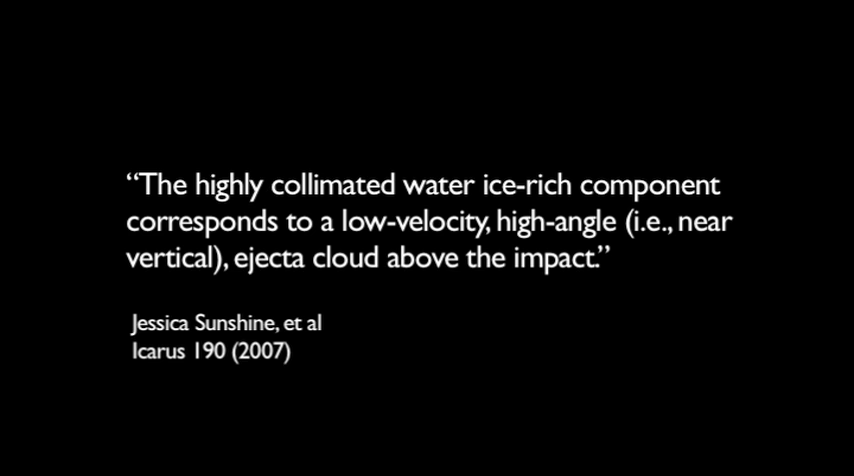 “The highly collimated water ice-rich component
corresponds to a low-velocity, high-angle (i.e., near
vertical), ejecta cloud above the impact.”
Jessica Sunshine, et al
Icarus 190 (2007)